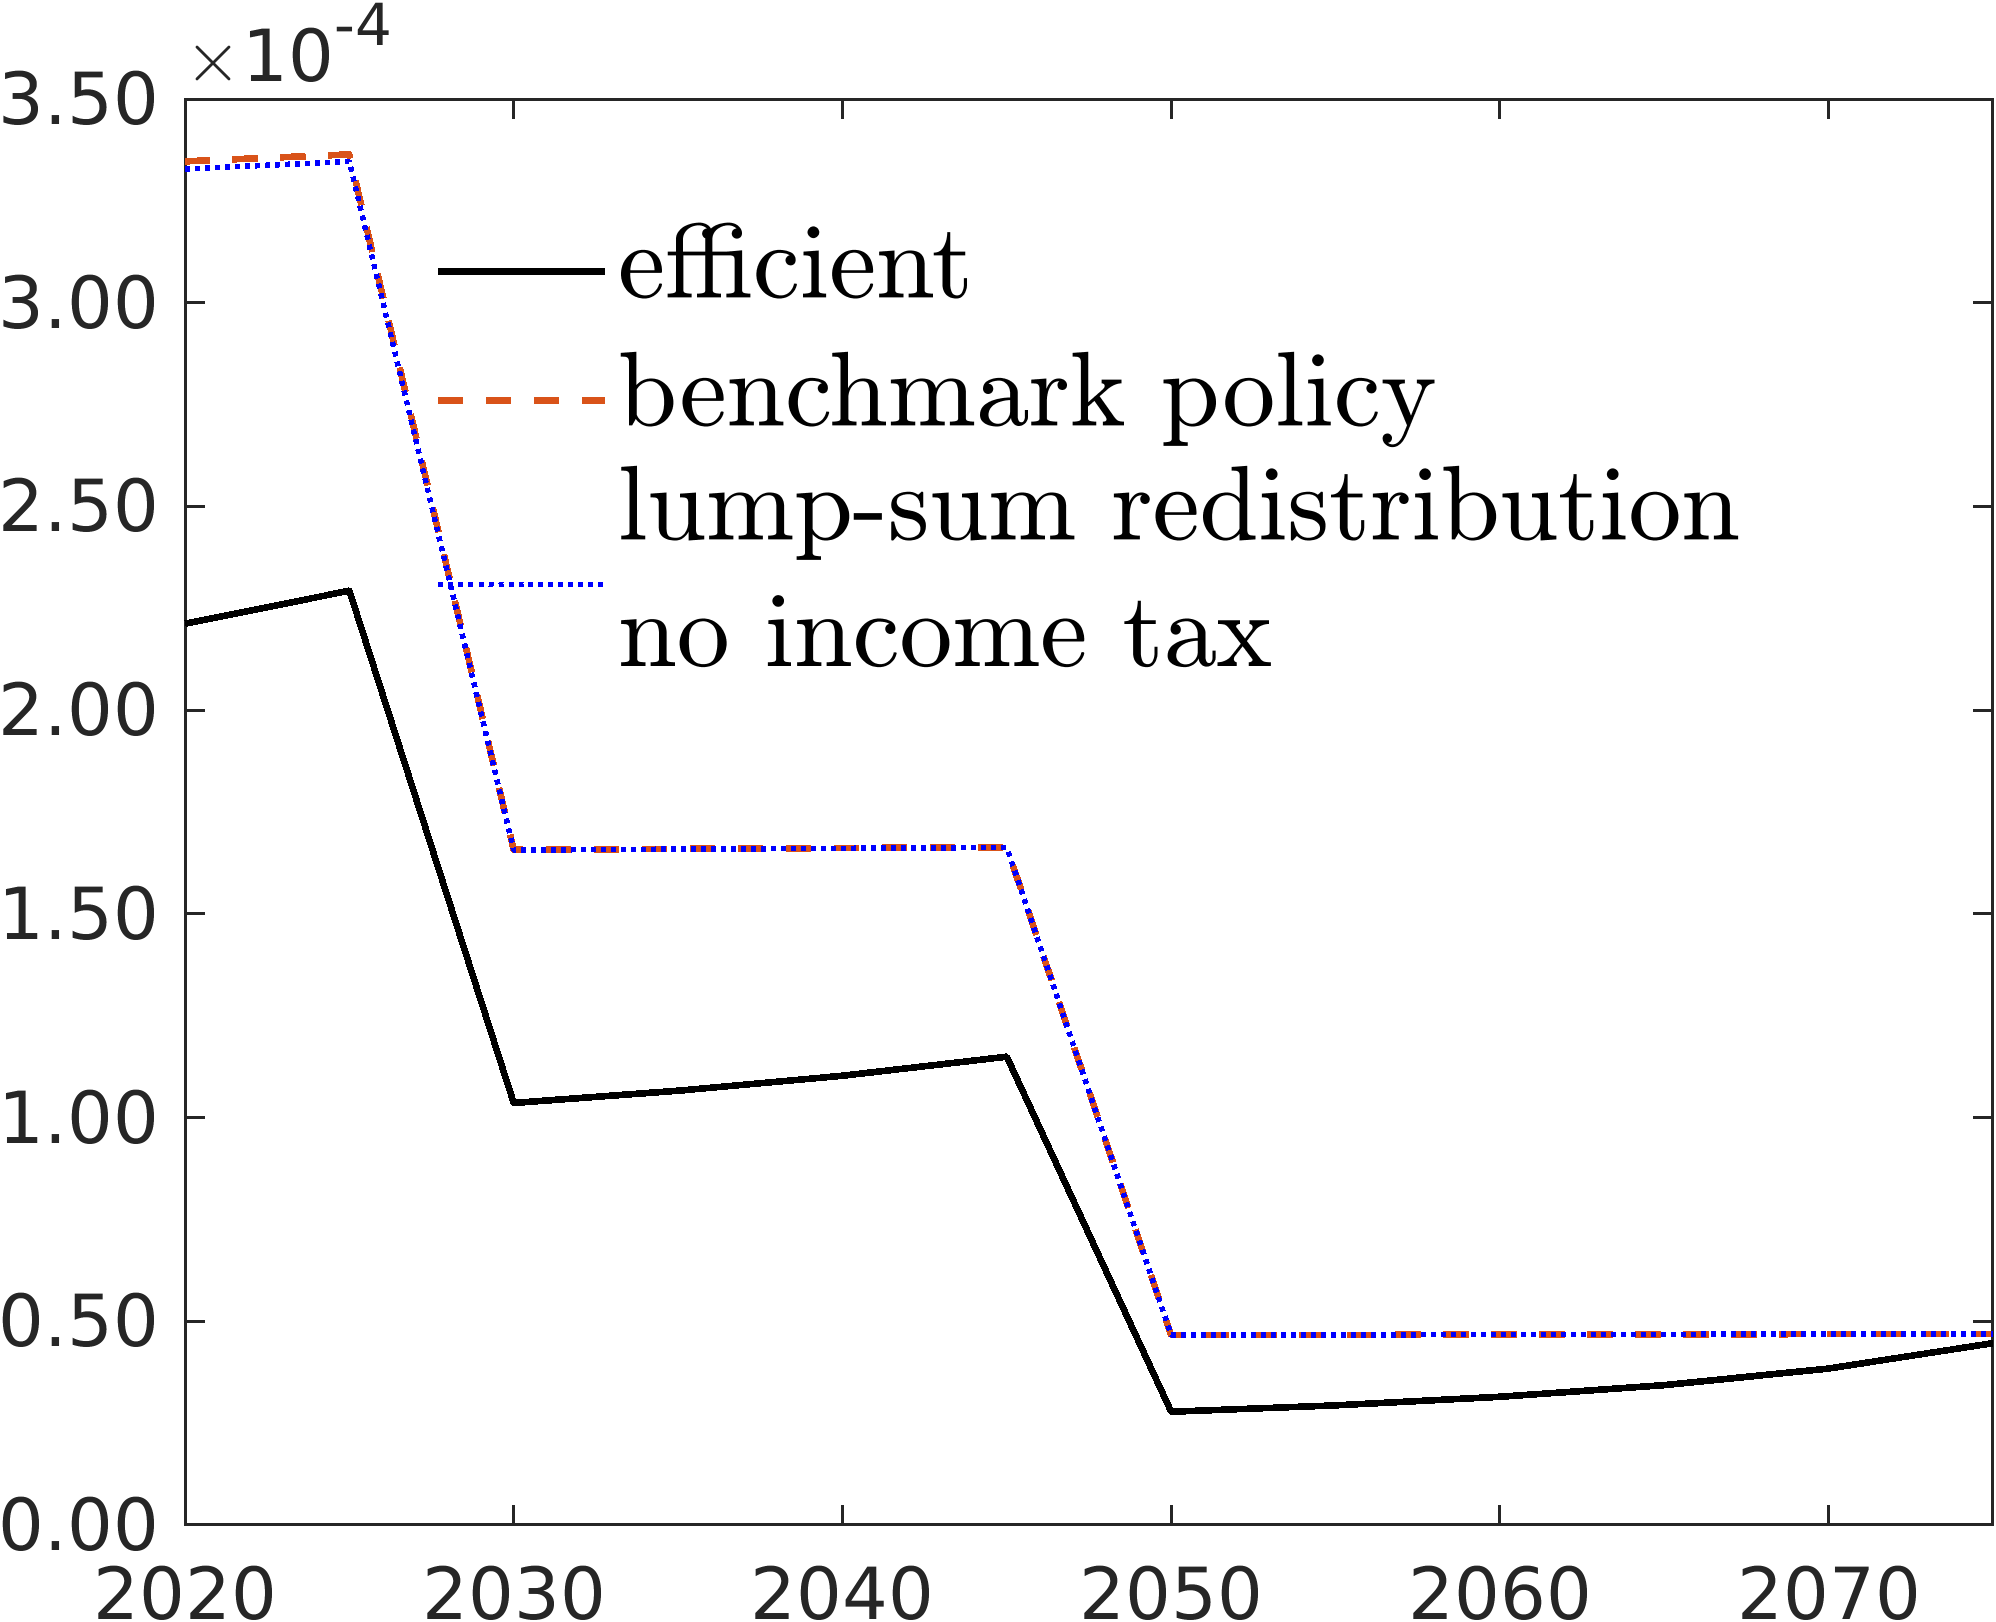 ×10-4
3.50
3.00
2.50
2.00
1.50
1.00
0.50
0.00
efficient
benchmark policy
lump-sum redistribution
no income tax
2020 2030 2040 2050 2060 2070